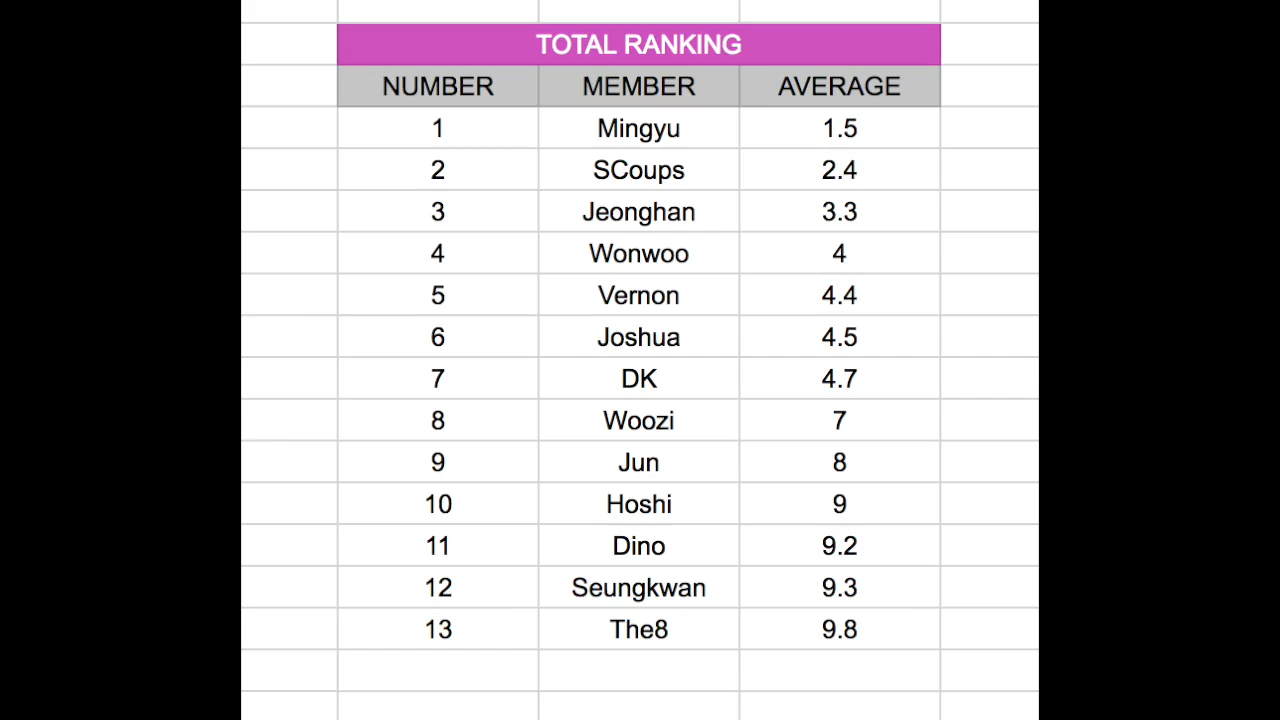 TOTAL RANKING
NUMBER MEMBER AVERAGE
1 Mingyu 1.5
2 SCoups 2.4
3 Jeonghan 3.3
4 Wonwoo 4
5 Vernon 4.4
6 Joshua 4.5
7 DK 4.7
8 Woozi 7
9 Jun 8
10 Hoshi 9
11 Dino 9.2
12 Seungkwan 9.3
13 The8 9.8